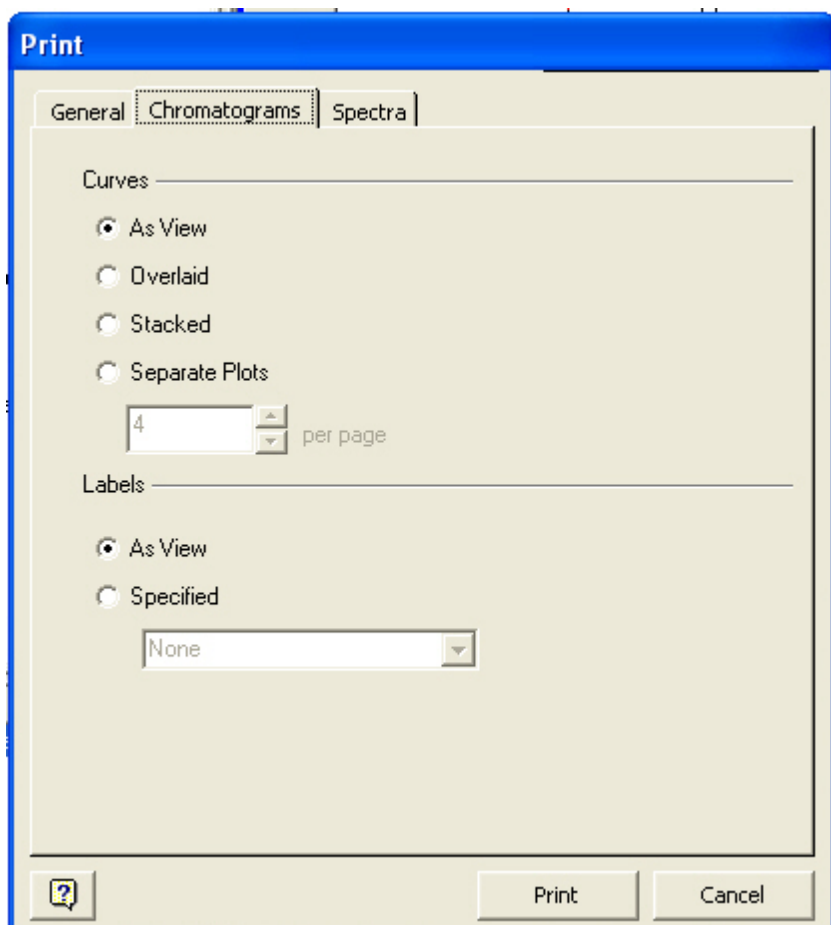 Print
General Chromatograms Spectra
Curves
As View
Overlaid
Stacked
Separate Plots
4 per page
Labels
As View
Specified
None
? Print Cancel